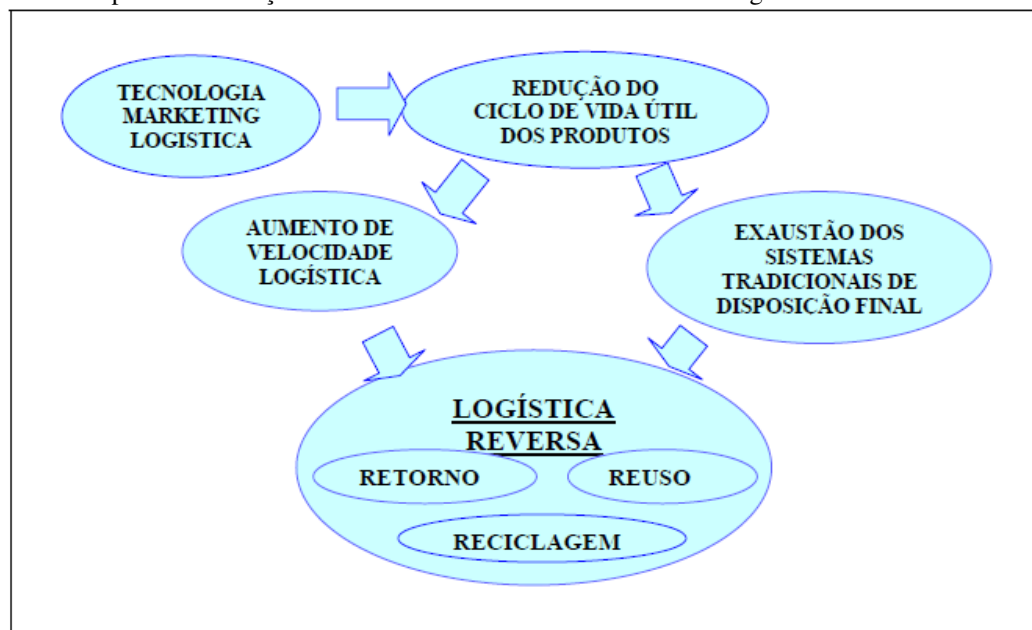 TECNOLOGIA
MARKETING
LOGISTICA
REDUÇÃO DO
CICLO DE VIDA ÚTIL
DOS PRODUTOS
AUMENTO DE
VELOCIDADE
LOGÍSTICA
EXAUSTÃO DOS
SISTEMAS
TRADICIONAIS DE
DISPOSIÇÃO FINAL
LOGÍSTICA
REVERSA
RETORNO
REUSO
RECICLAGEM